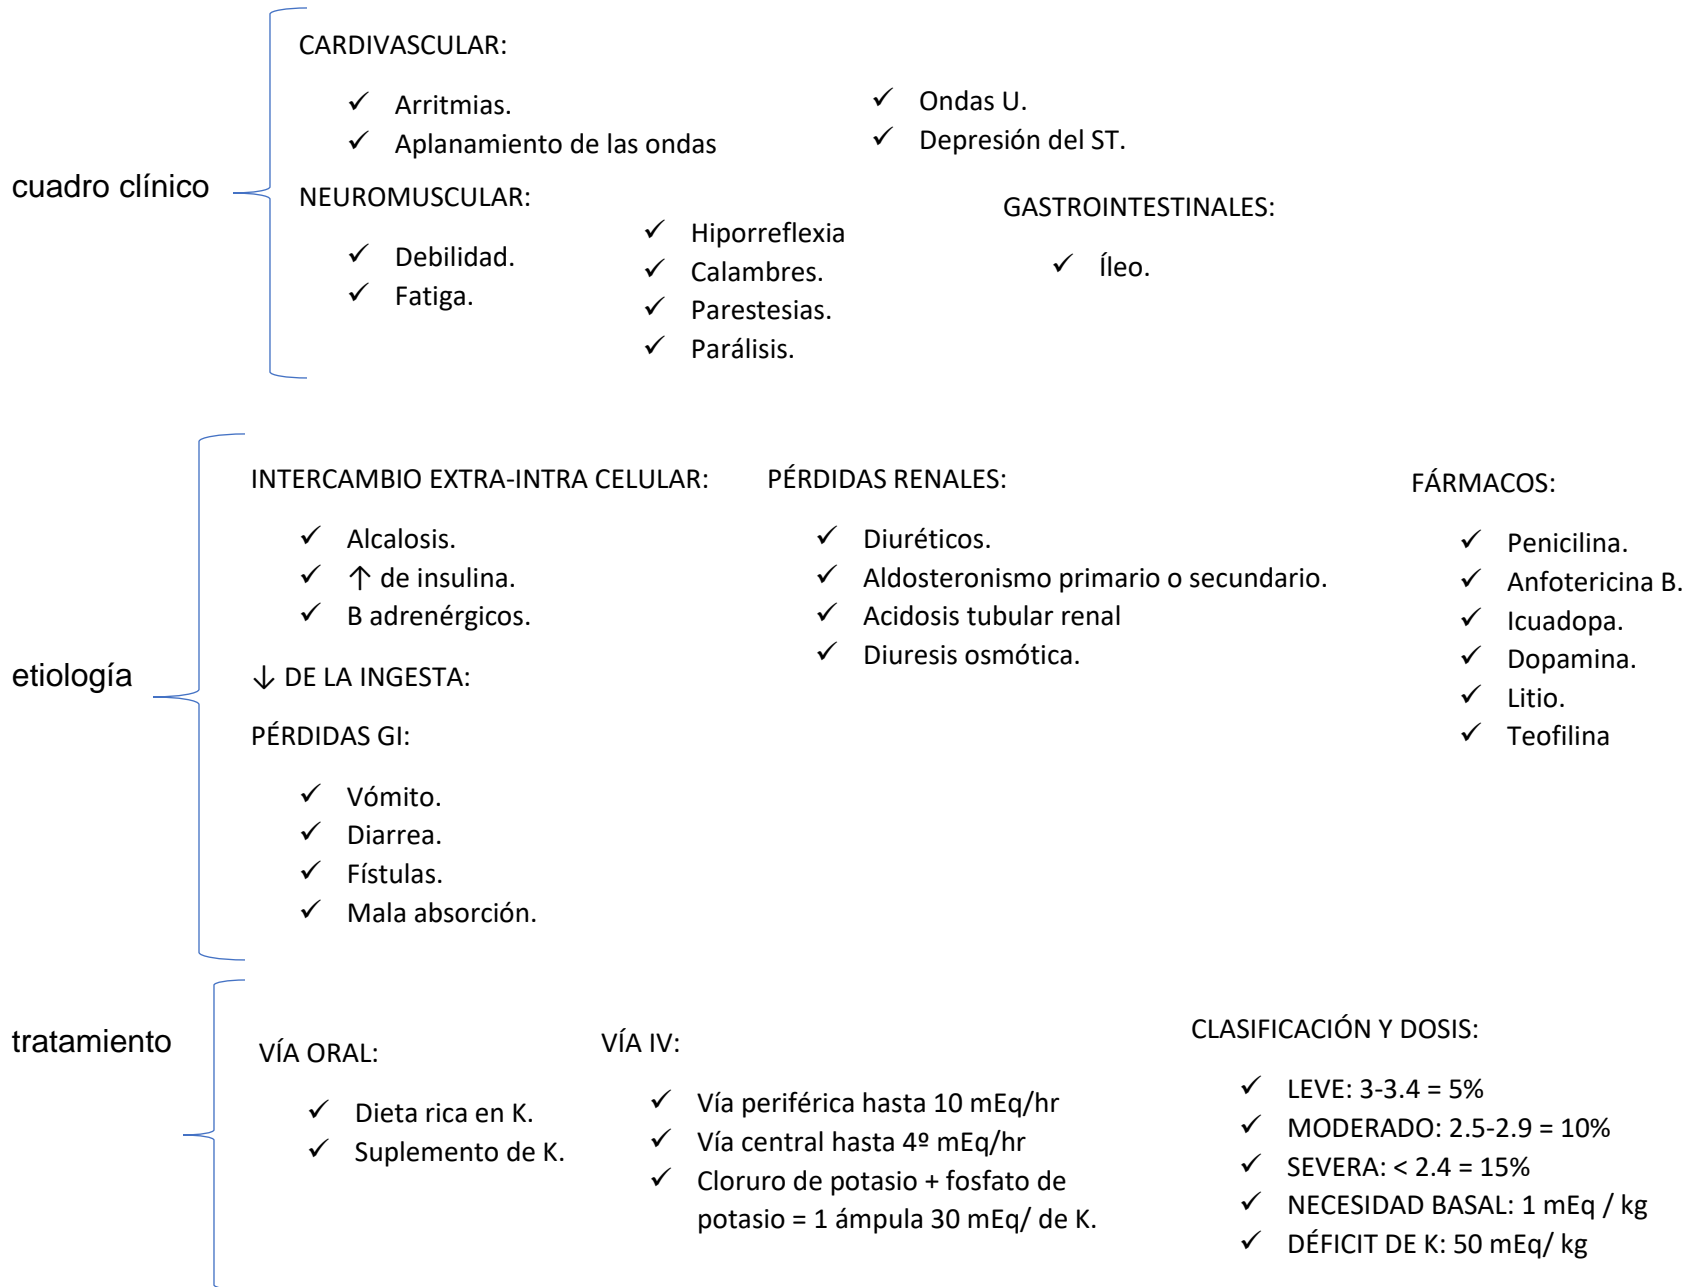 cuadro clínico
CARDIVASCULAR:
✓ Arritmias.
✓ Aplanamiento de las ondas
✓ Ondas U.
✓ Depresión del ST.
NEUROMUSCULAR:
✓ Debilidad.
✓ Fatiga.
✓ Hiporreflexia
✓ Calambres.
✓ Parestesias.
✓ Parálisis.
GASTROINTESTINALES:
✓ Íleo.
etiología
INTERCAMBIO EXTRA-INTRA CELULAR:
✓ Alcalosis.
✓ ↑ de insulina.
✓ B adrenérgicos.
↓ DE LA INGESTA:
PÉRDIDAS GI:
✓ Vómito.
✓ Diarrea.
✓ Fístulas.
✓ Mala absorción.
PÉRDIDAS RENALES:
✓ Diuréticos.
✓ Aldosteronismo primario o secundario.
✓ Acidosis tubular renal
✓ Diuresis osmótica.
FÁRMACOS:
✓ Penicilina.
✓ Anfotericina B.
✓ Icuadopa.
✓ Dopamina.
✓ Litio.
✓ Teofilina
tratamiento
VÍA ORAL:
✓ Dieta rica en K.
✓ Suplemento de K.
VÍA IV:
✓ Vía periférica hasta 10 mEq/hr
✓ Vía central hasta 4º mEq/hr
✓ Cloruro de potasio + fosfato de
potasio = 1 ámpula 30 mEq/ de K.
CLASIFICACIÓN Y DOSIS:
✓ LEVE: 3-3.4 = 5%
✓ MODERADO: 2.5-2.9 = 10%
✓ SEVERA: < 2.4 = 15%
✓ NECESIDAD BASAL: 1 mEq / kg
✓ DÉFICIT DE K: 50 mEq/ kg